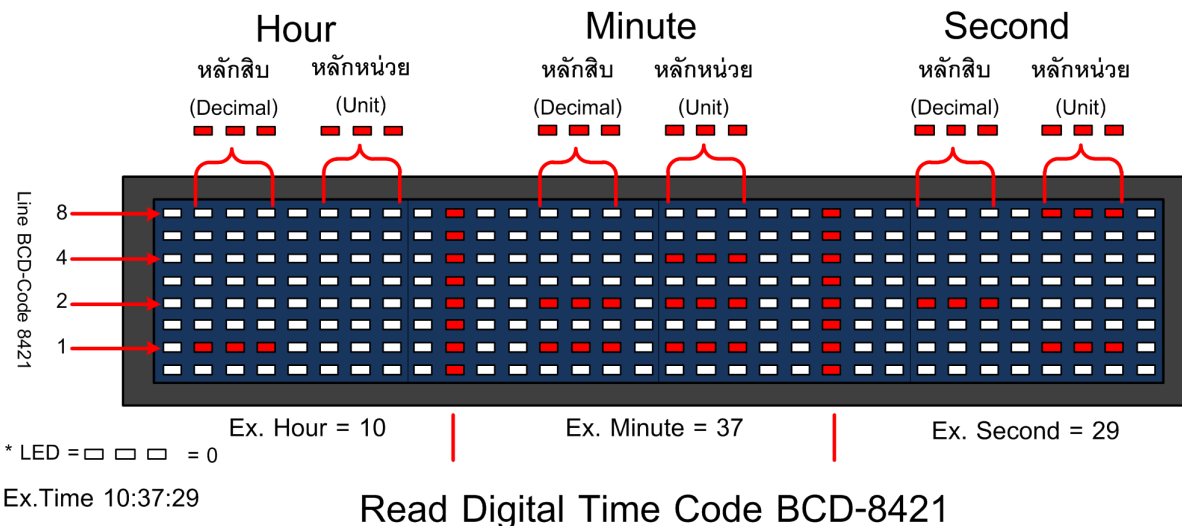 Hour Minute Second
หลักสิบ หลักหน่วย หลักสิบ หลักหน่วย หลักสิบ หลักหน่วย
(Decimal) (Unit) (Decimal) (Unit) (Decimal) (Unit)
Line BCD-Code 8421
8
4
2
1
Ex. Hour = 10 Ex. Minute = 37 Ex. Second = 29
* LED = = 0
Ex.Time 10:37:29
Read Digital Time Code BCD-8421